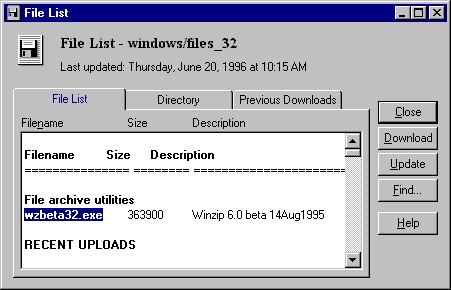 File List
File List - windows/files_32
Last updated: Thursday, June 20, 1996 at 10:15 AM
File List Directory Previous Downloads
Filename Size Description
Filename Size Description
================= ======== =======================
File archive utilities
wzbeta32.exe 363900 Winzip 6.0 beta 14Aug1995
RECENT UPLOADS
Close
Download
Update
Find...
Help